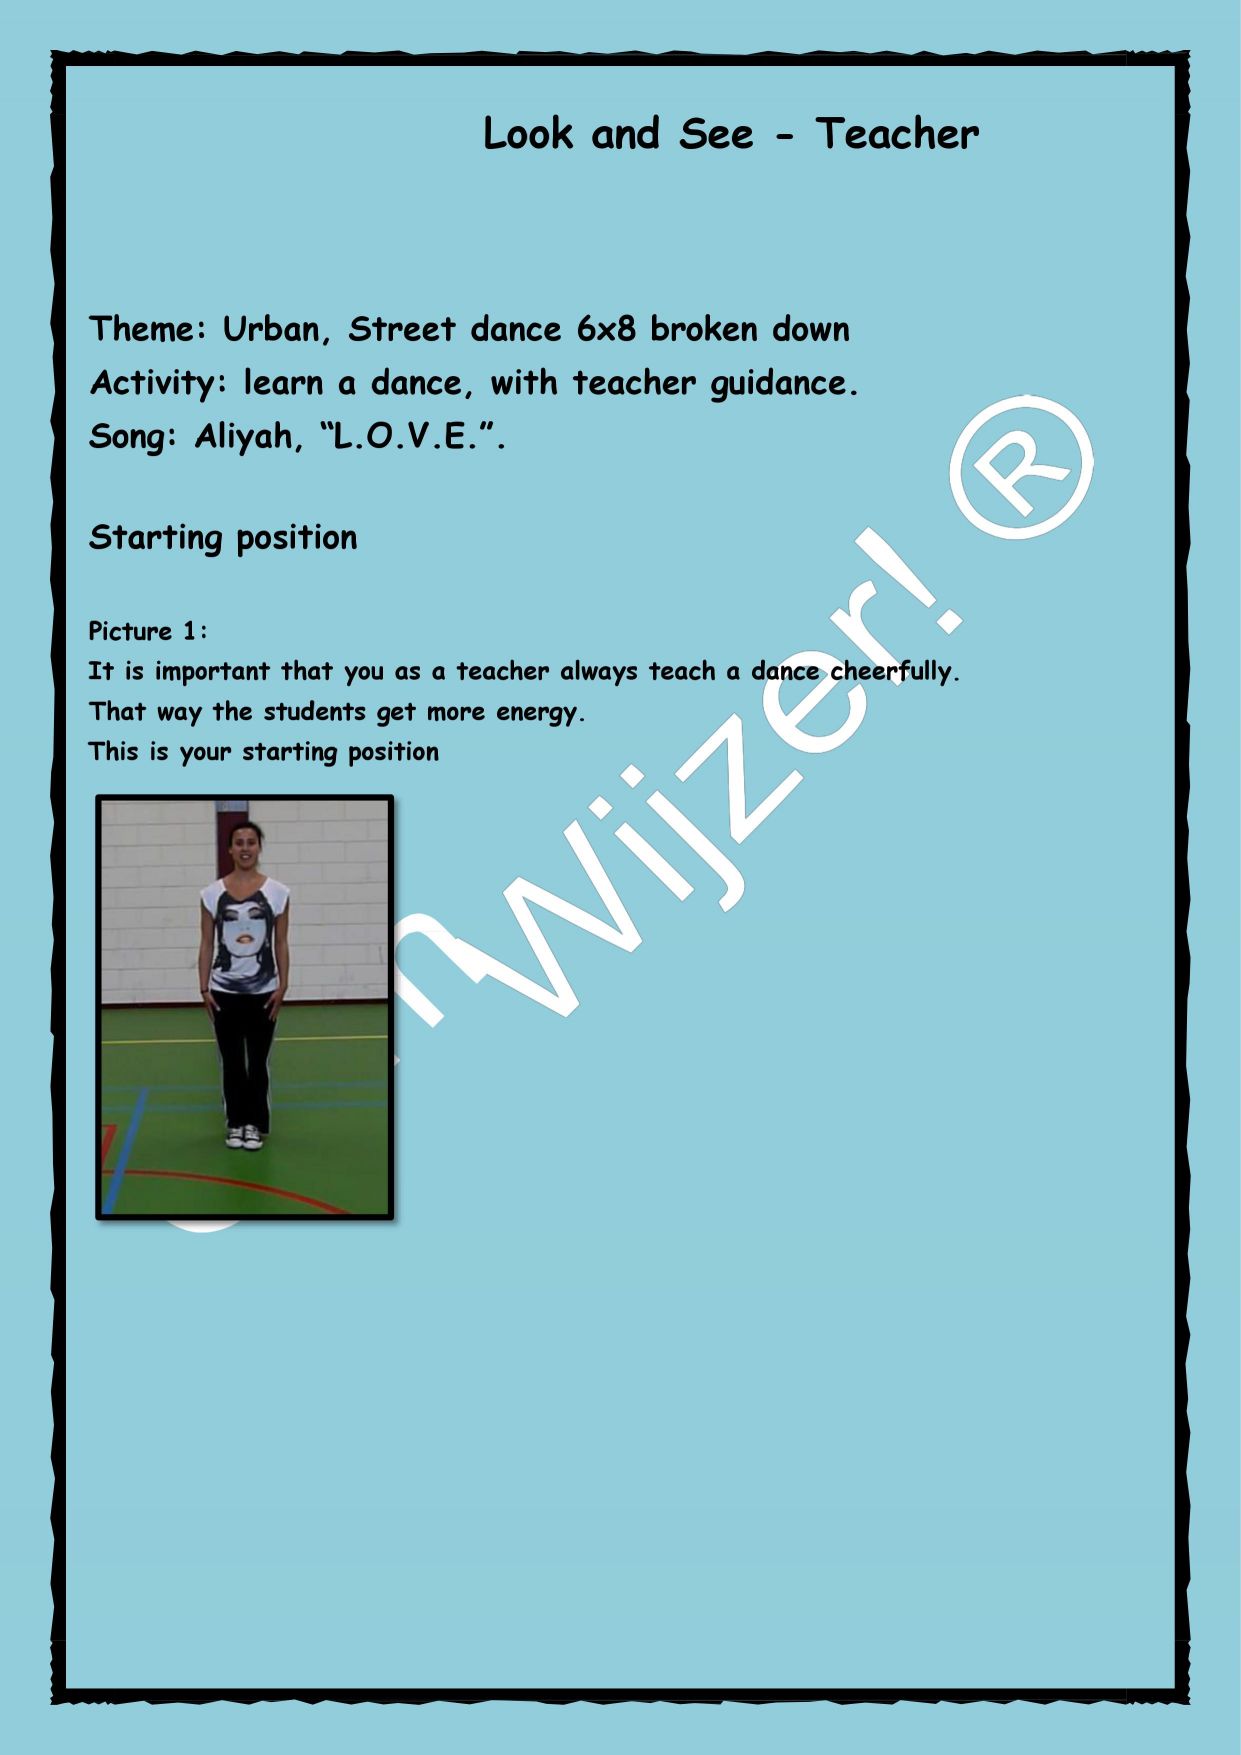 Look and See - Teacher
Theme: Urban, Street dance 6x8 broken down
Activity: learn a dance, with teacher guidance.
Song: Aliyah, “L.O.V.E.”.
Starting position
Picture 1:
It is important that you as a teacher always teach a dance cheerfully.
That way the students get more energy.
This is your starting position
Wijzer! ®